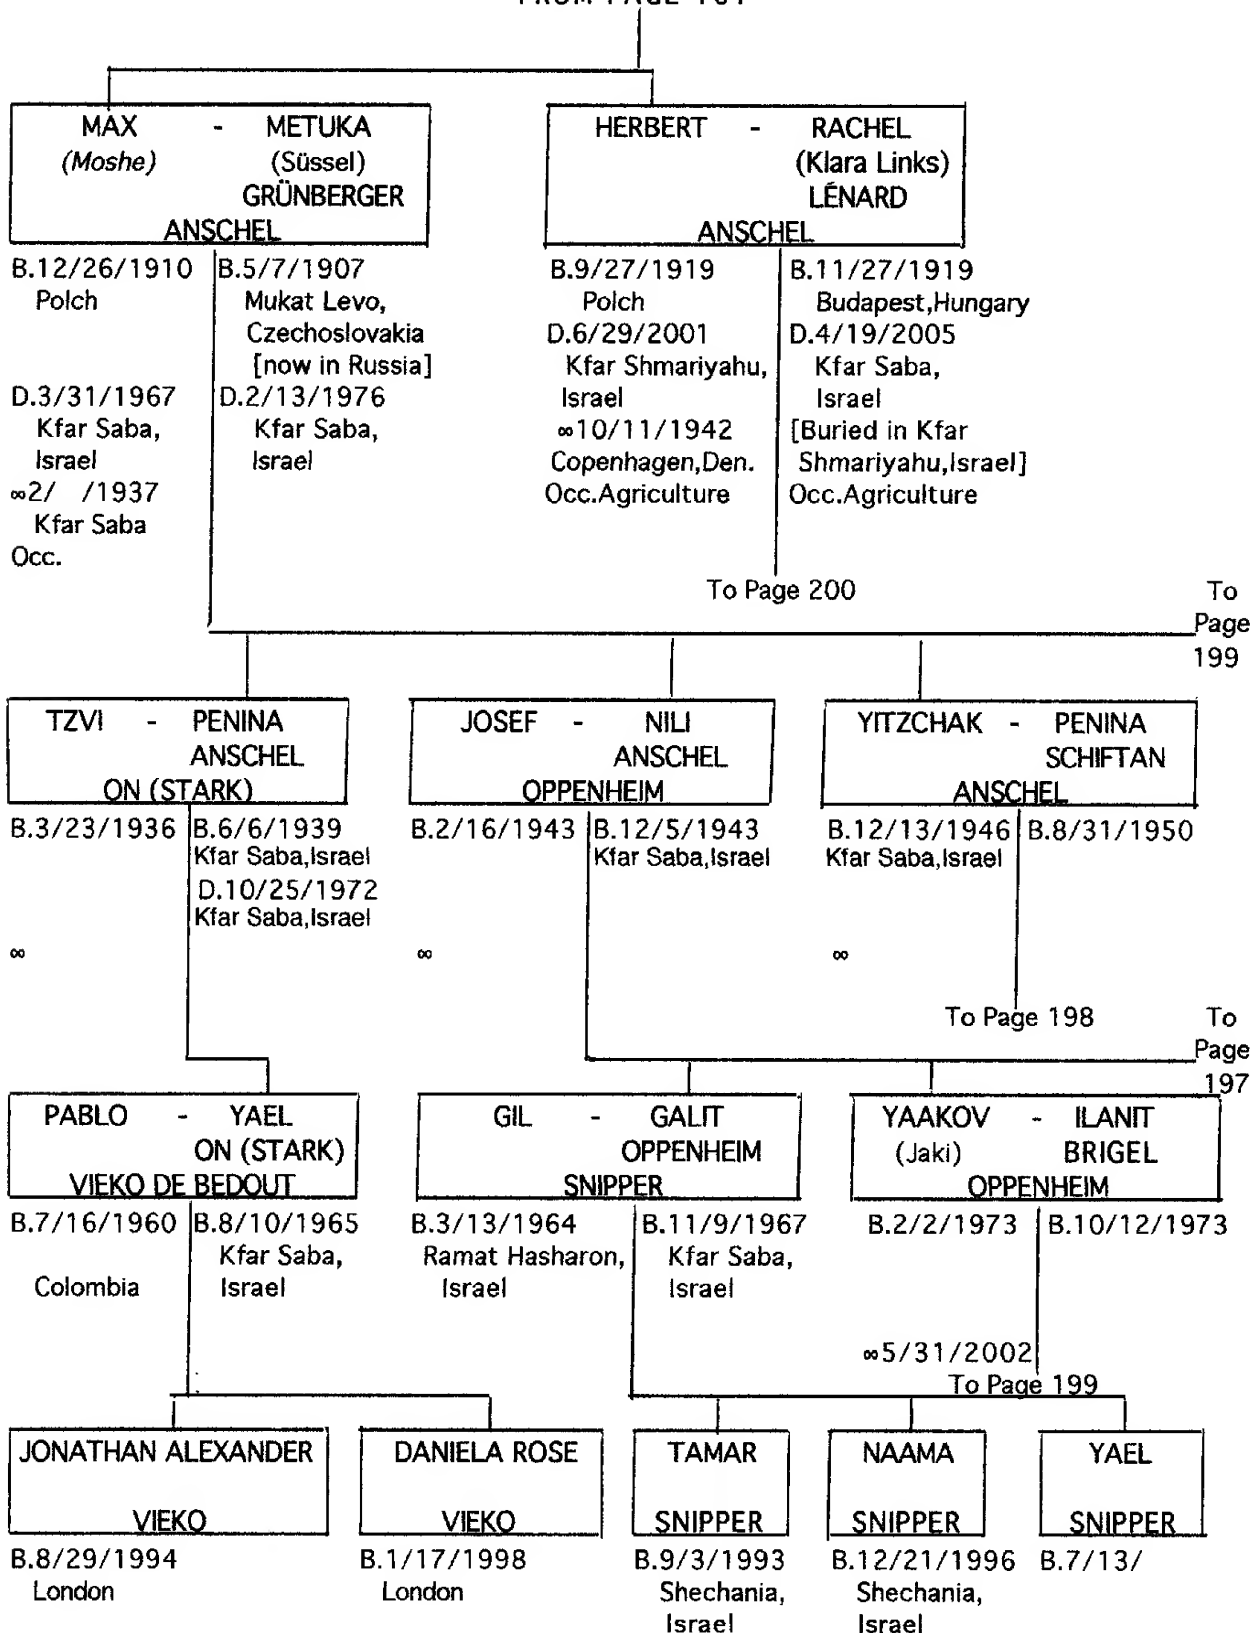 MAX - METUKA
(Moshe) (Süssel)
GRÜNBERGER
ANSCHEL
B.12/26/1910 B.5/7/1907
Polch Mukat Levo,
Czechoslovakia
[now in Russia]
D.3/31/1967 D.2/13/1976
Kfar Saba, Kfar Saba,
Israel Israel
∞2/ /1937
Kfar Saba
Occ.
HERBERT - RACHEL
(Klara Links)
LÉNARD
ANSCHEL
B.9/27/1919 B.11/27/1919
Polch Budapest,Hungary
D.6/29/2001 D.4/19/2005
Kfar Shmariyahu, Kfar Saba,
Israel Israel
∞10/11/1942 [Buried in Kfar
Copenhagen,Den. Shmariyahu,Israel]
Occ.Agriculture Occ.Agriculture
To Page 200
To
Page
199
TZVI - PENINA
ANSCHEL
ON (STARK)
B.3/23/1936 B.6/6/1939
Kfar Saba,Israel
D.10/25/1972
Kfar Saba,Israel
∞
JOSEF - NILI
ANSCHEL
OPPENHEIM
B.2/16/1943 B.12/5/1943
Kfar Saba,Israel
∞
YITZCHAK - PENINA
SCHIFTAN
ANSCHEL
B.12/13/1946 B.8/31/1950
Kfar Saba,Israel
∞
To Page 198
To
Page
197
PABLO - YAEL
ON (STARK)
VIEKO DE BEDOUT
B.7/16/1960 B.8/10/1965
Kfar Saba,
Colombia Israel
GIL - GALIT
OPPENHEIM
SNIPPER
B.3/13/1964 B.11/9/1967
Ramat Hasharon, Kfar Saba,
Israel Israel
YAAKOV - ILANIT
(Jaki) BRIGEL
OPPENHEIM
B.2/2/1973 B.10/12/1973
∞5/31/2002
To Page 199
JONATHAN ALEXANDER
VIEKO
B.8/29/1994
London
DANIELA ROSE
VIEKO
B.1/17/1998
London
TAMAR
SNIPPER
B.9/3/1993
Shechania,
Israel
NAAMA
SNIPPER
B.12/21/1996
Shechania,
Israel
YAEL
SNIPPER
B.7/13/